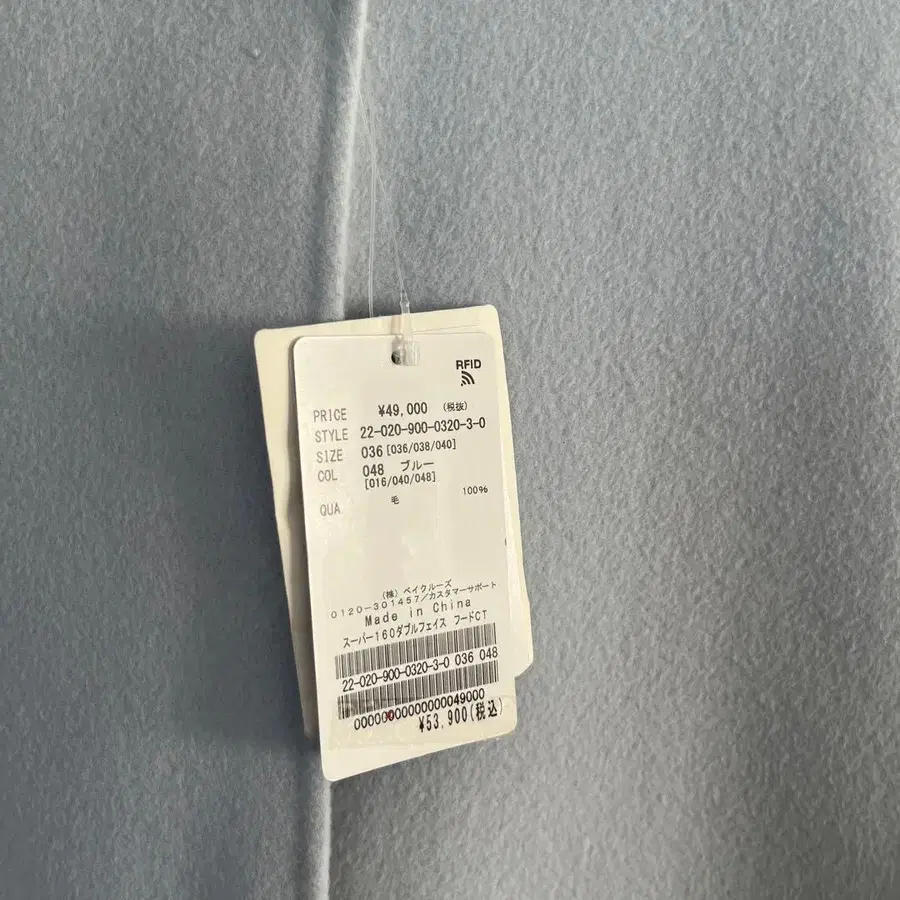 RFID
PRICE ¥49,000 (税抜)
STYLE 22-020-900-0320-3-0
SIZE 036 [036/038/040]
COL 048 ブルー
[016/040/048]
QUA 毛 100%
(株) ベイクルーズ
0120-301457/カスタマーサポート
Made in China
スーパー160ダブルフェイス フードCT
22-020-900-0320-3-0 036 048
0000000000000000049000
¥53,900(税込)